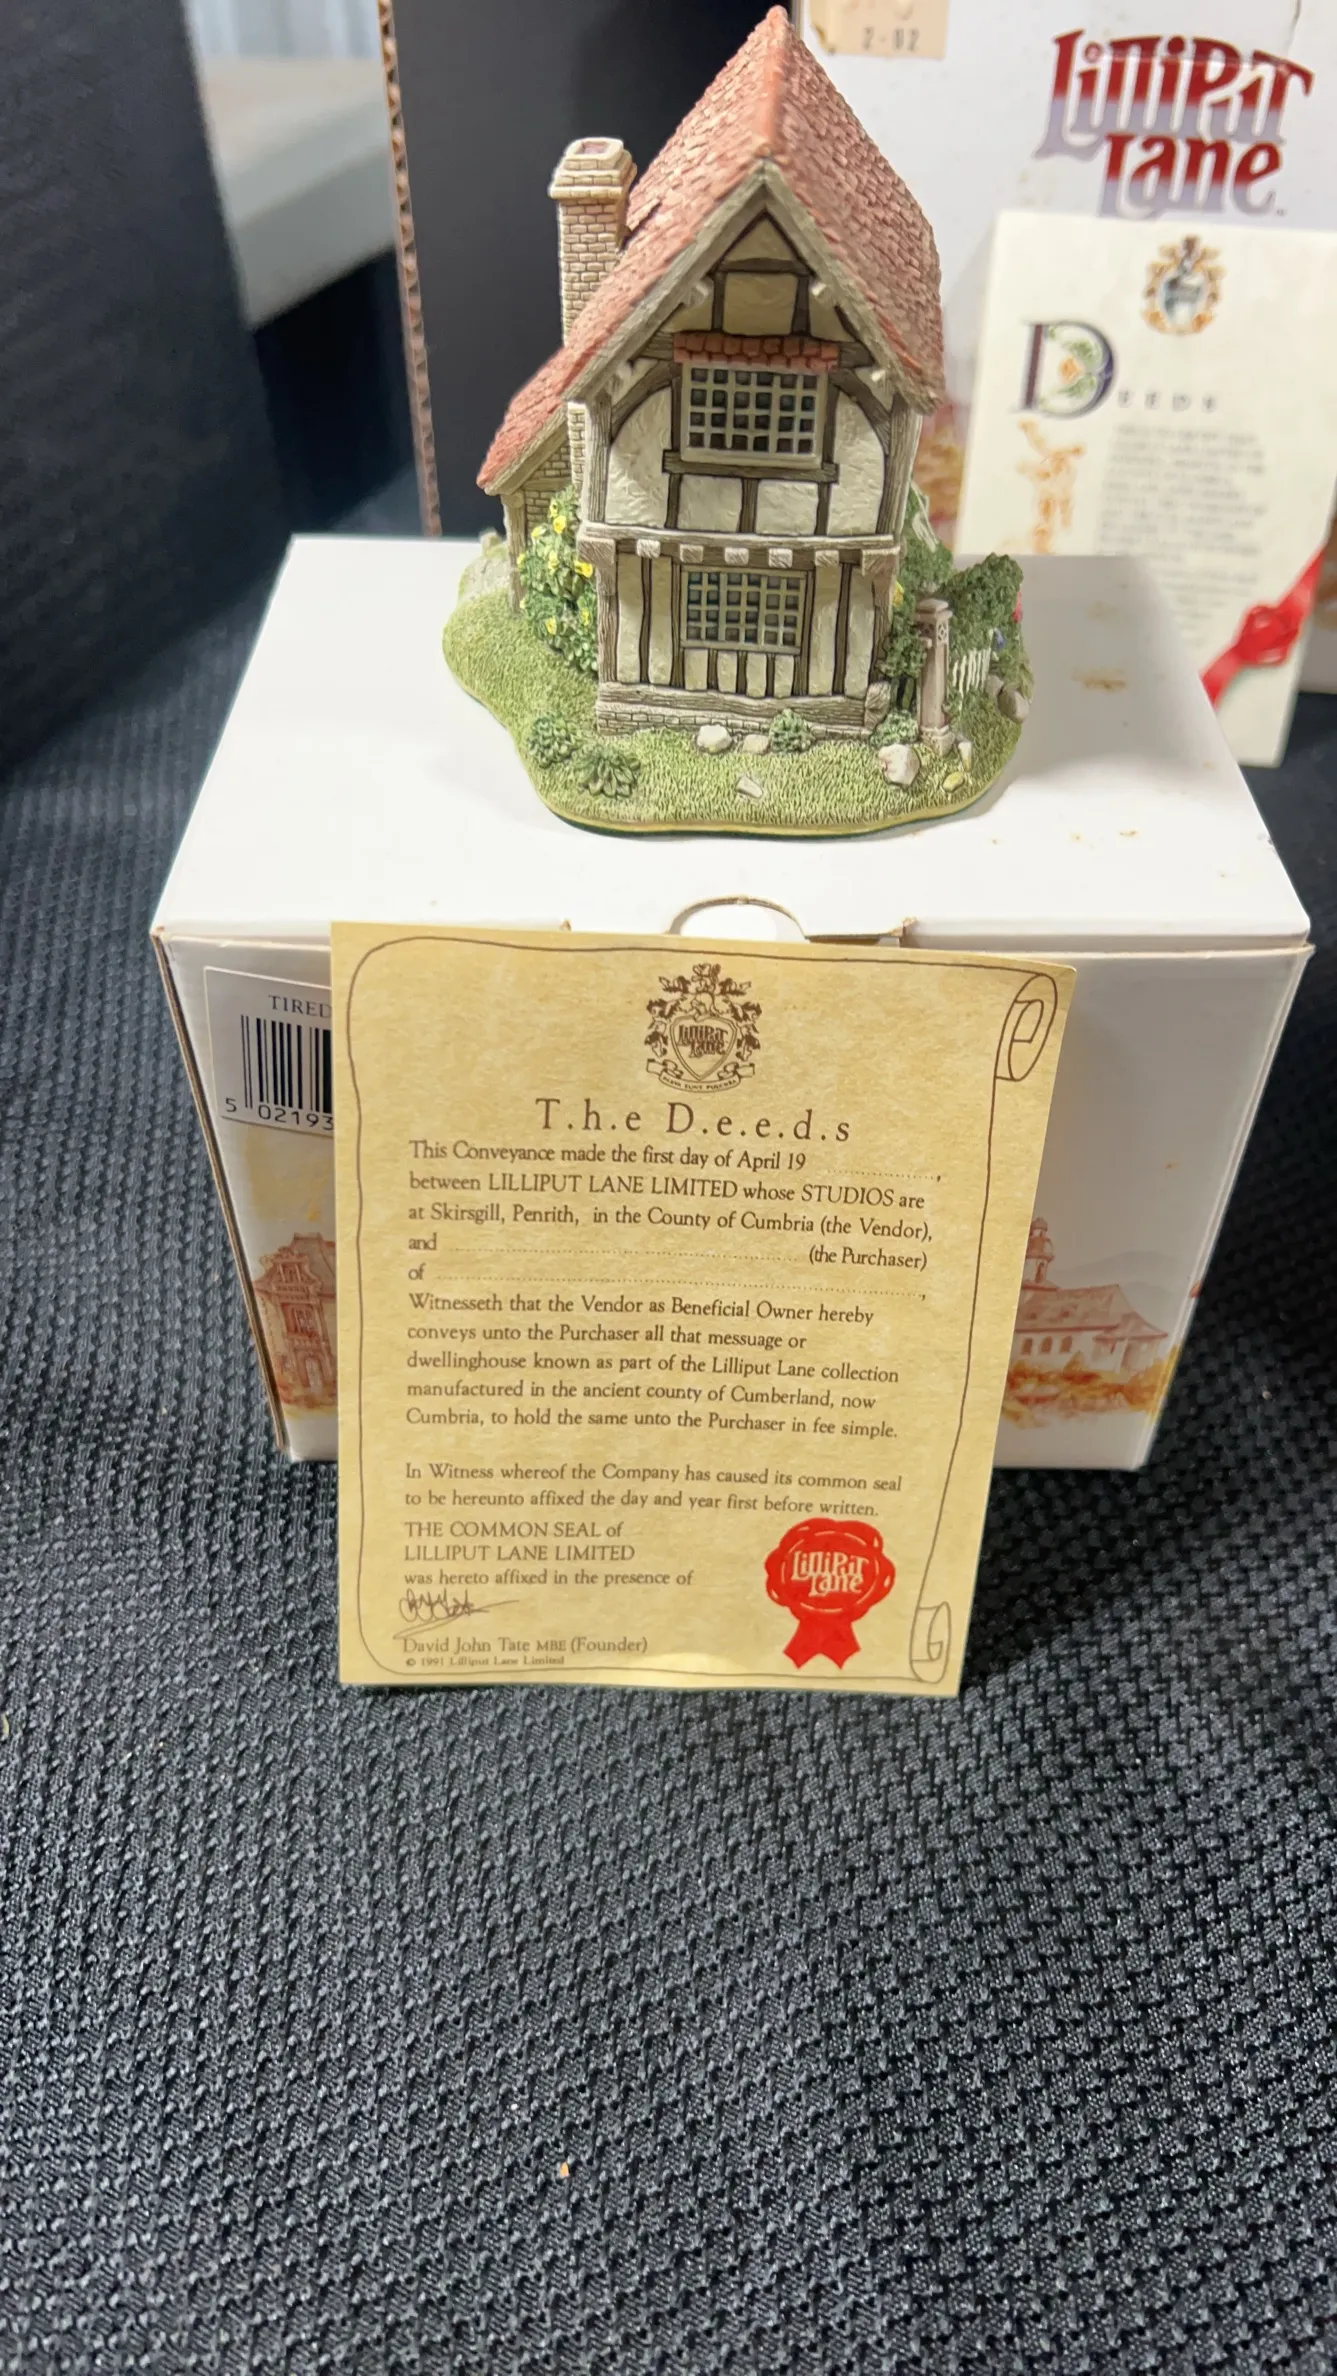 2-92
LilliPuT
Lane
DEEDS
TIRED
5 02193
LilliPuT
Lane
T.h.e D.e.e.d.s
This Conveyance made the first day of April 19 ....................,
between LILLIPUT LANE LIMITED whose STUDIOS are
at Skirsgill, Penrith, in the County of Cumbria (the Vendor),
and ............................................................ (the Purchaser)
of ................................................................................,
Witnesseth that the Vendor as Beneficial Owner hereby
conveys unto the Purchaser all that messuage or
dwellinghouse known as part of the Lilliput Lane collection
manufactured in the ancient county of Cumberland, now
Cumbria, to hold the same unto the Purchaser in fee simple.
In Witness whereof the Company has caused its common seal
to be hereunto affixed the day and year first before written.
THE COMMON SEAL of
LILLIPUT LANE LIMITED
was hereto affixed in the presence of
LilliPuT
Lane
David John Tate MBE (Founder)
© 1991 Lilliput Lane Limited